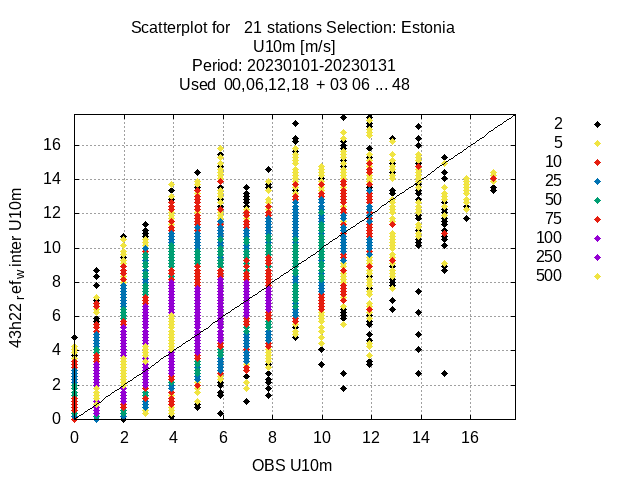 Scatterplot for 21 stations Selection: Estonia
U10m [m/s]
Period: 20230101-20230131
Used 00,06,12,18 + 03 06 ... 48
2
5
10
25
50
75
100
250
500
16
14
12
10
8
6
4
2
0
43h22_ref_winter U10m
0 2 4 6 8 10 12 14 16
OBS U10m